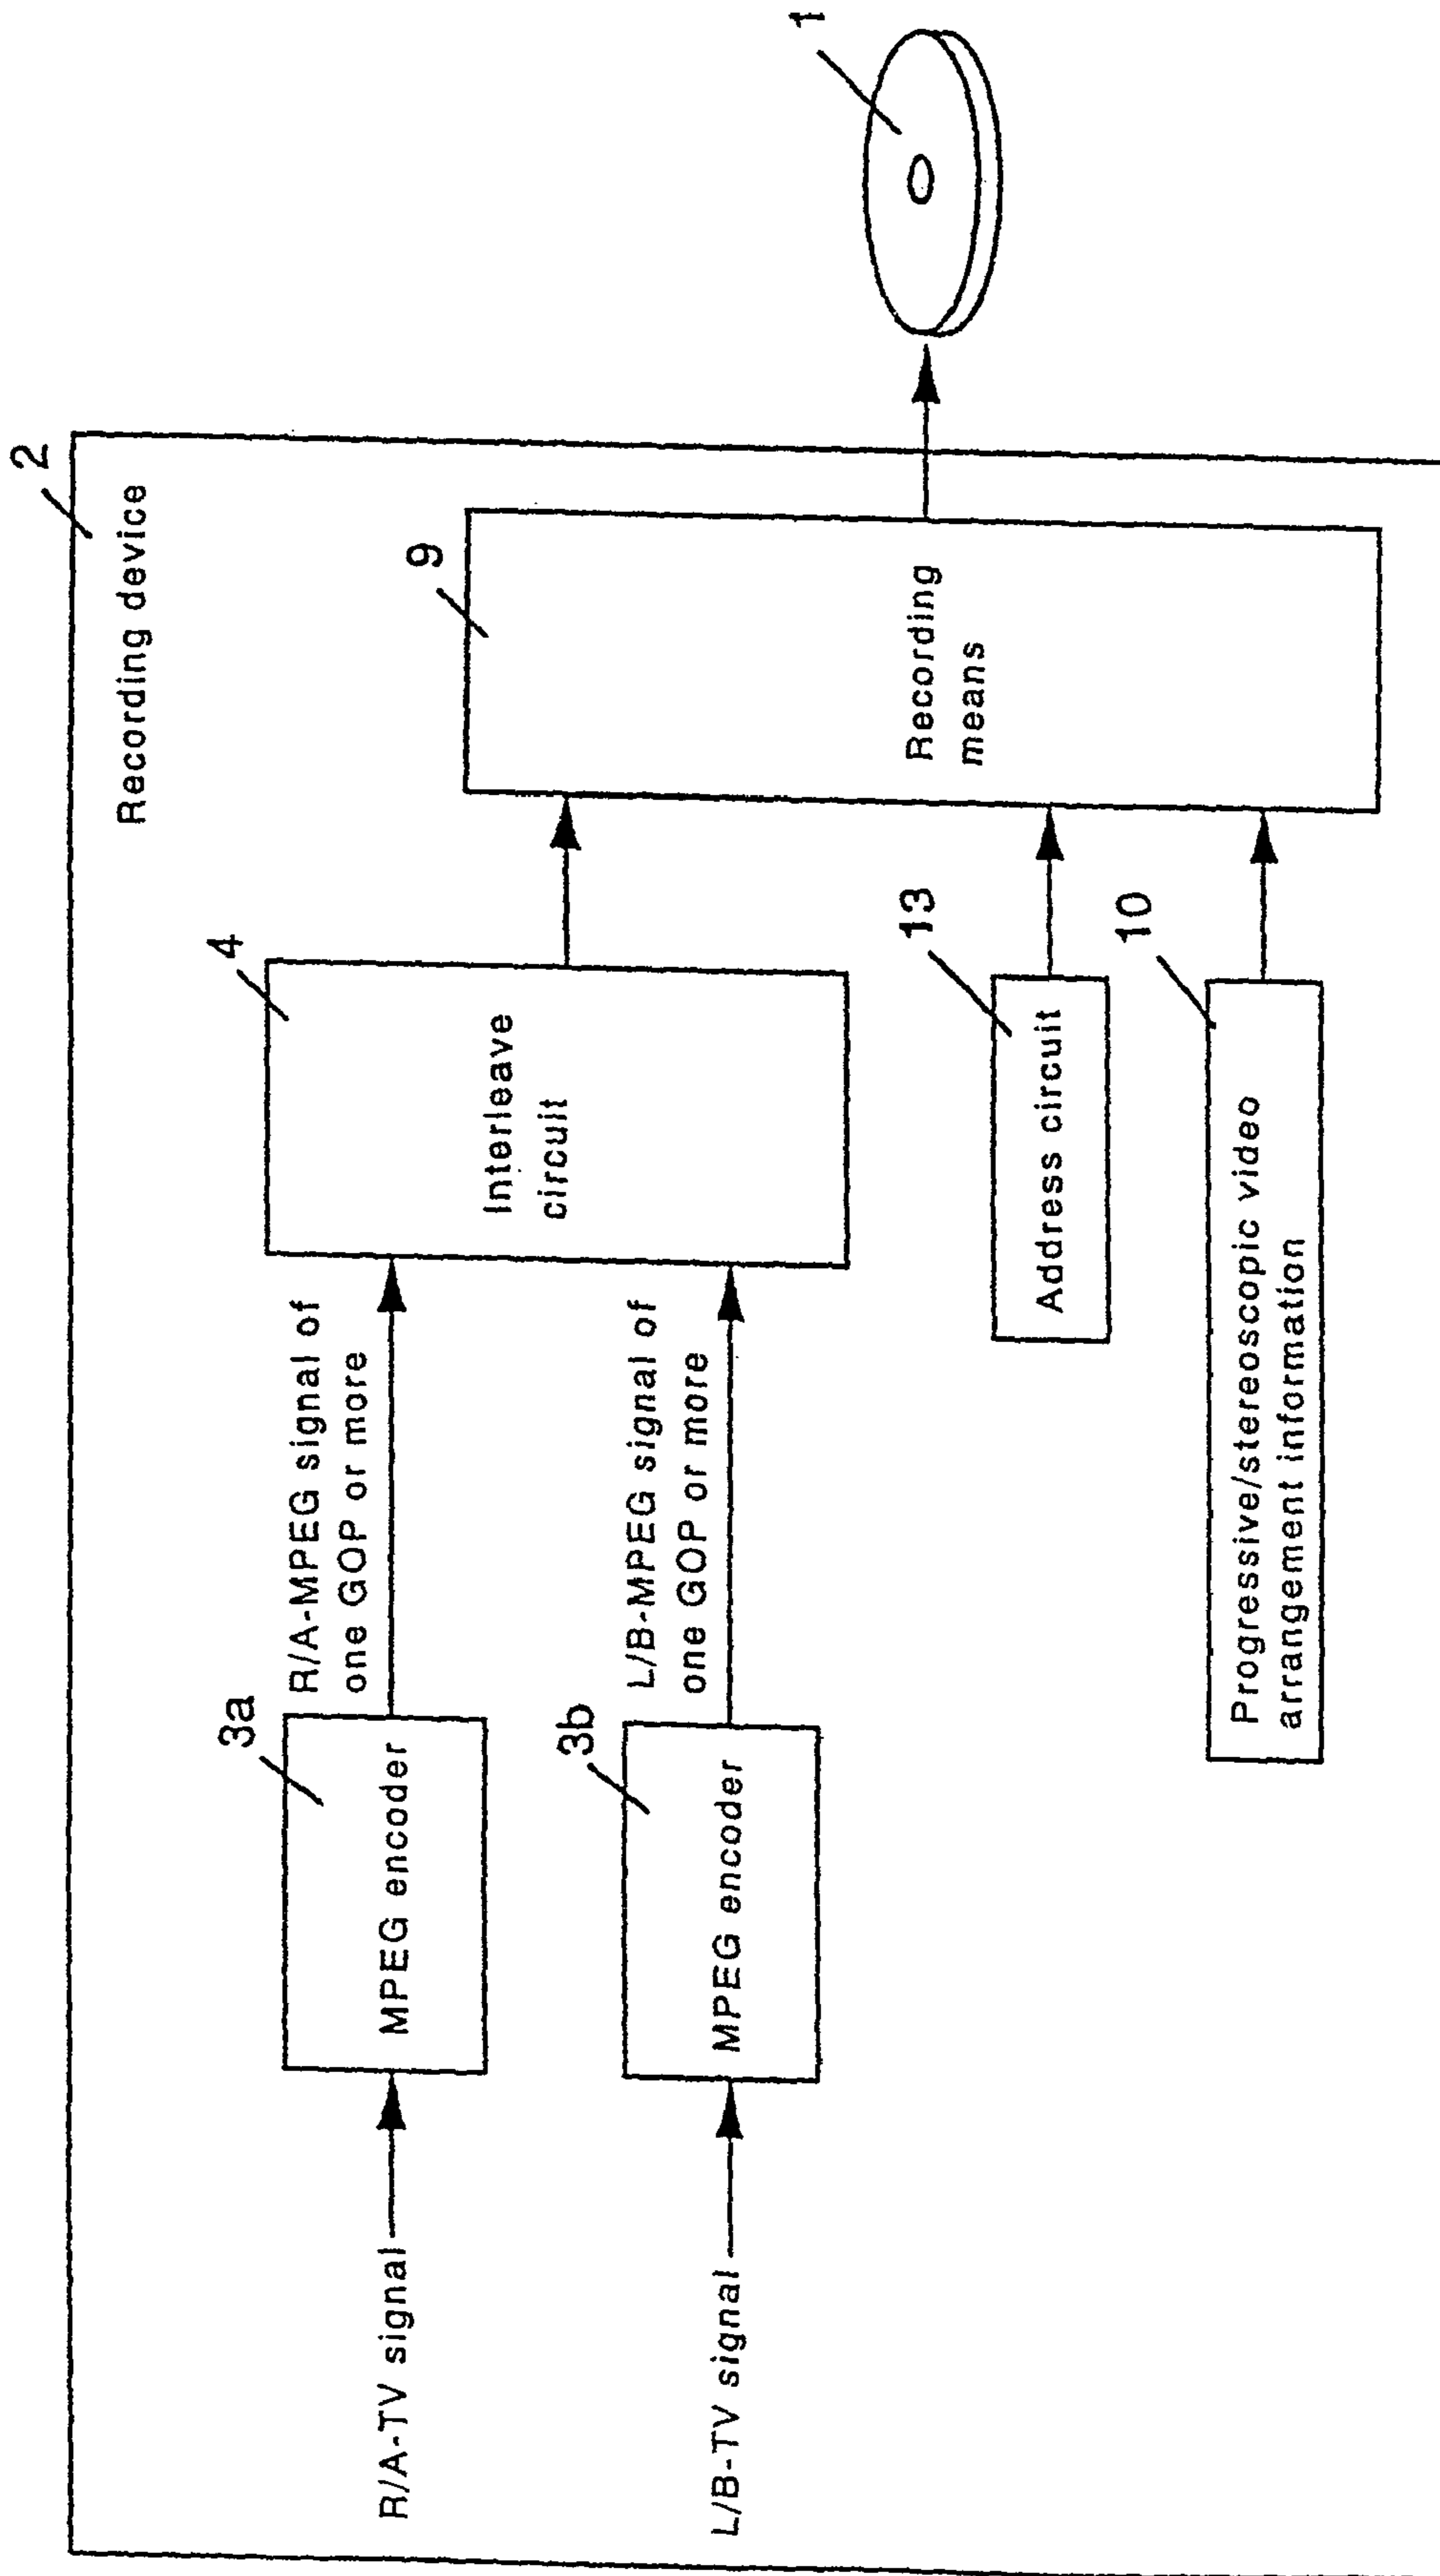 2
Recording device
1
3a
MPEG encoder
R/A-TV signal
R/A-MPEG signal of
one GOP or more
4
Interleave
circuit
9
Recording
means
3b
MPEG encoder
L/B-TV signal
L/B-MPEG signal of
one GOP or more
13
Address circuit
10
Progressive/stereoscopic video
arrangement information